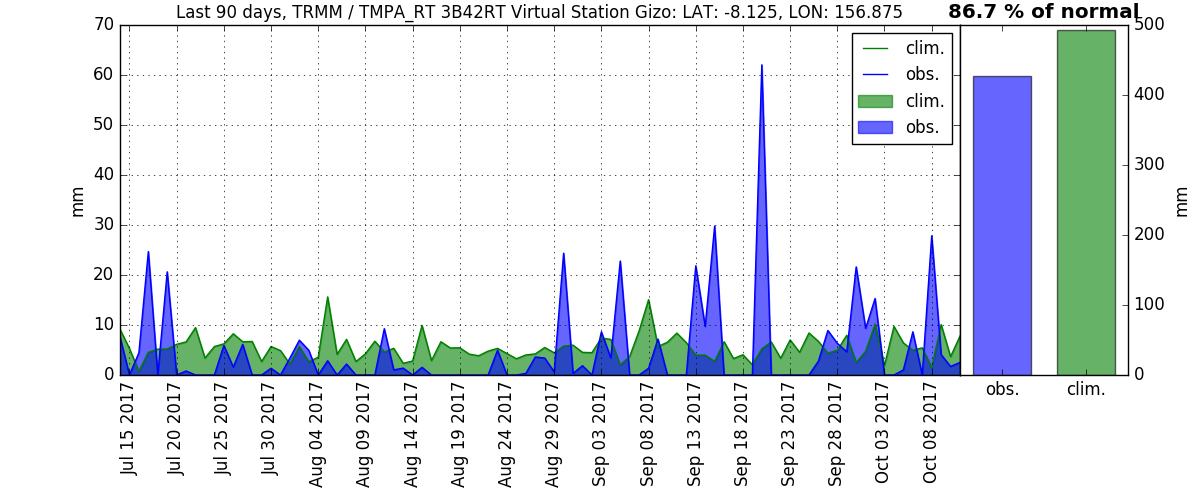 Last 90 days, TRMM / TMPA_RT 3B42RT Virtual Station Gizo: LAT: -8.125, LON: 156.875
86.7 % of normal
70
60
50
40
30
20
10
0
mm
clim.
obs.
clim.
obs.
500
400
300
200
100
0
mm
Jul 15 2017
Jul 20 2017
Jul 25 2017
Jul 30 2017
Aug 04 2017
Aug 09 2017
Aug 14 2017
Aug 19 2017
Aug 24 2017
Aug 29 2017
Sep 03 2017
Sep 08 2017
Sep 13 2017
Sep 18 2017
Sep 23 2017
Sep 28 2017
Oct 03 2017
Oct 08 2017
obs.
clim.